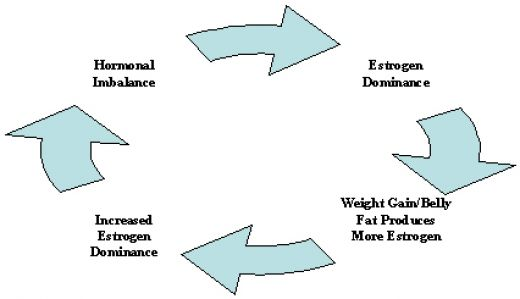 Hormonal
Imbalance
Estrogen
Dominance
Weight Gain/Belly
Fat Produces
More Estrogen
Increased
Estrogen
Dominance